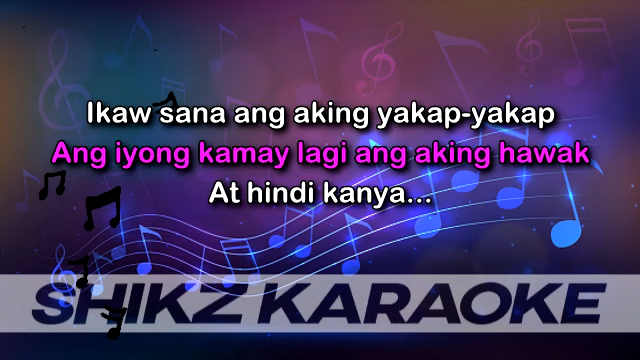 Ikaw sana ang aking yakap-yakap
Ang iyong kamay lagi ang aking hawak
At hindi kanya...
SHIKZ KARAOKE